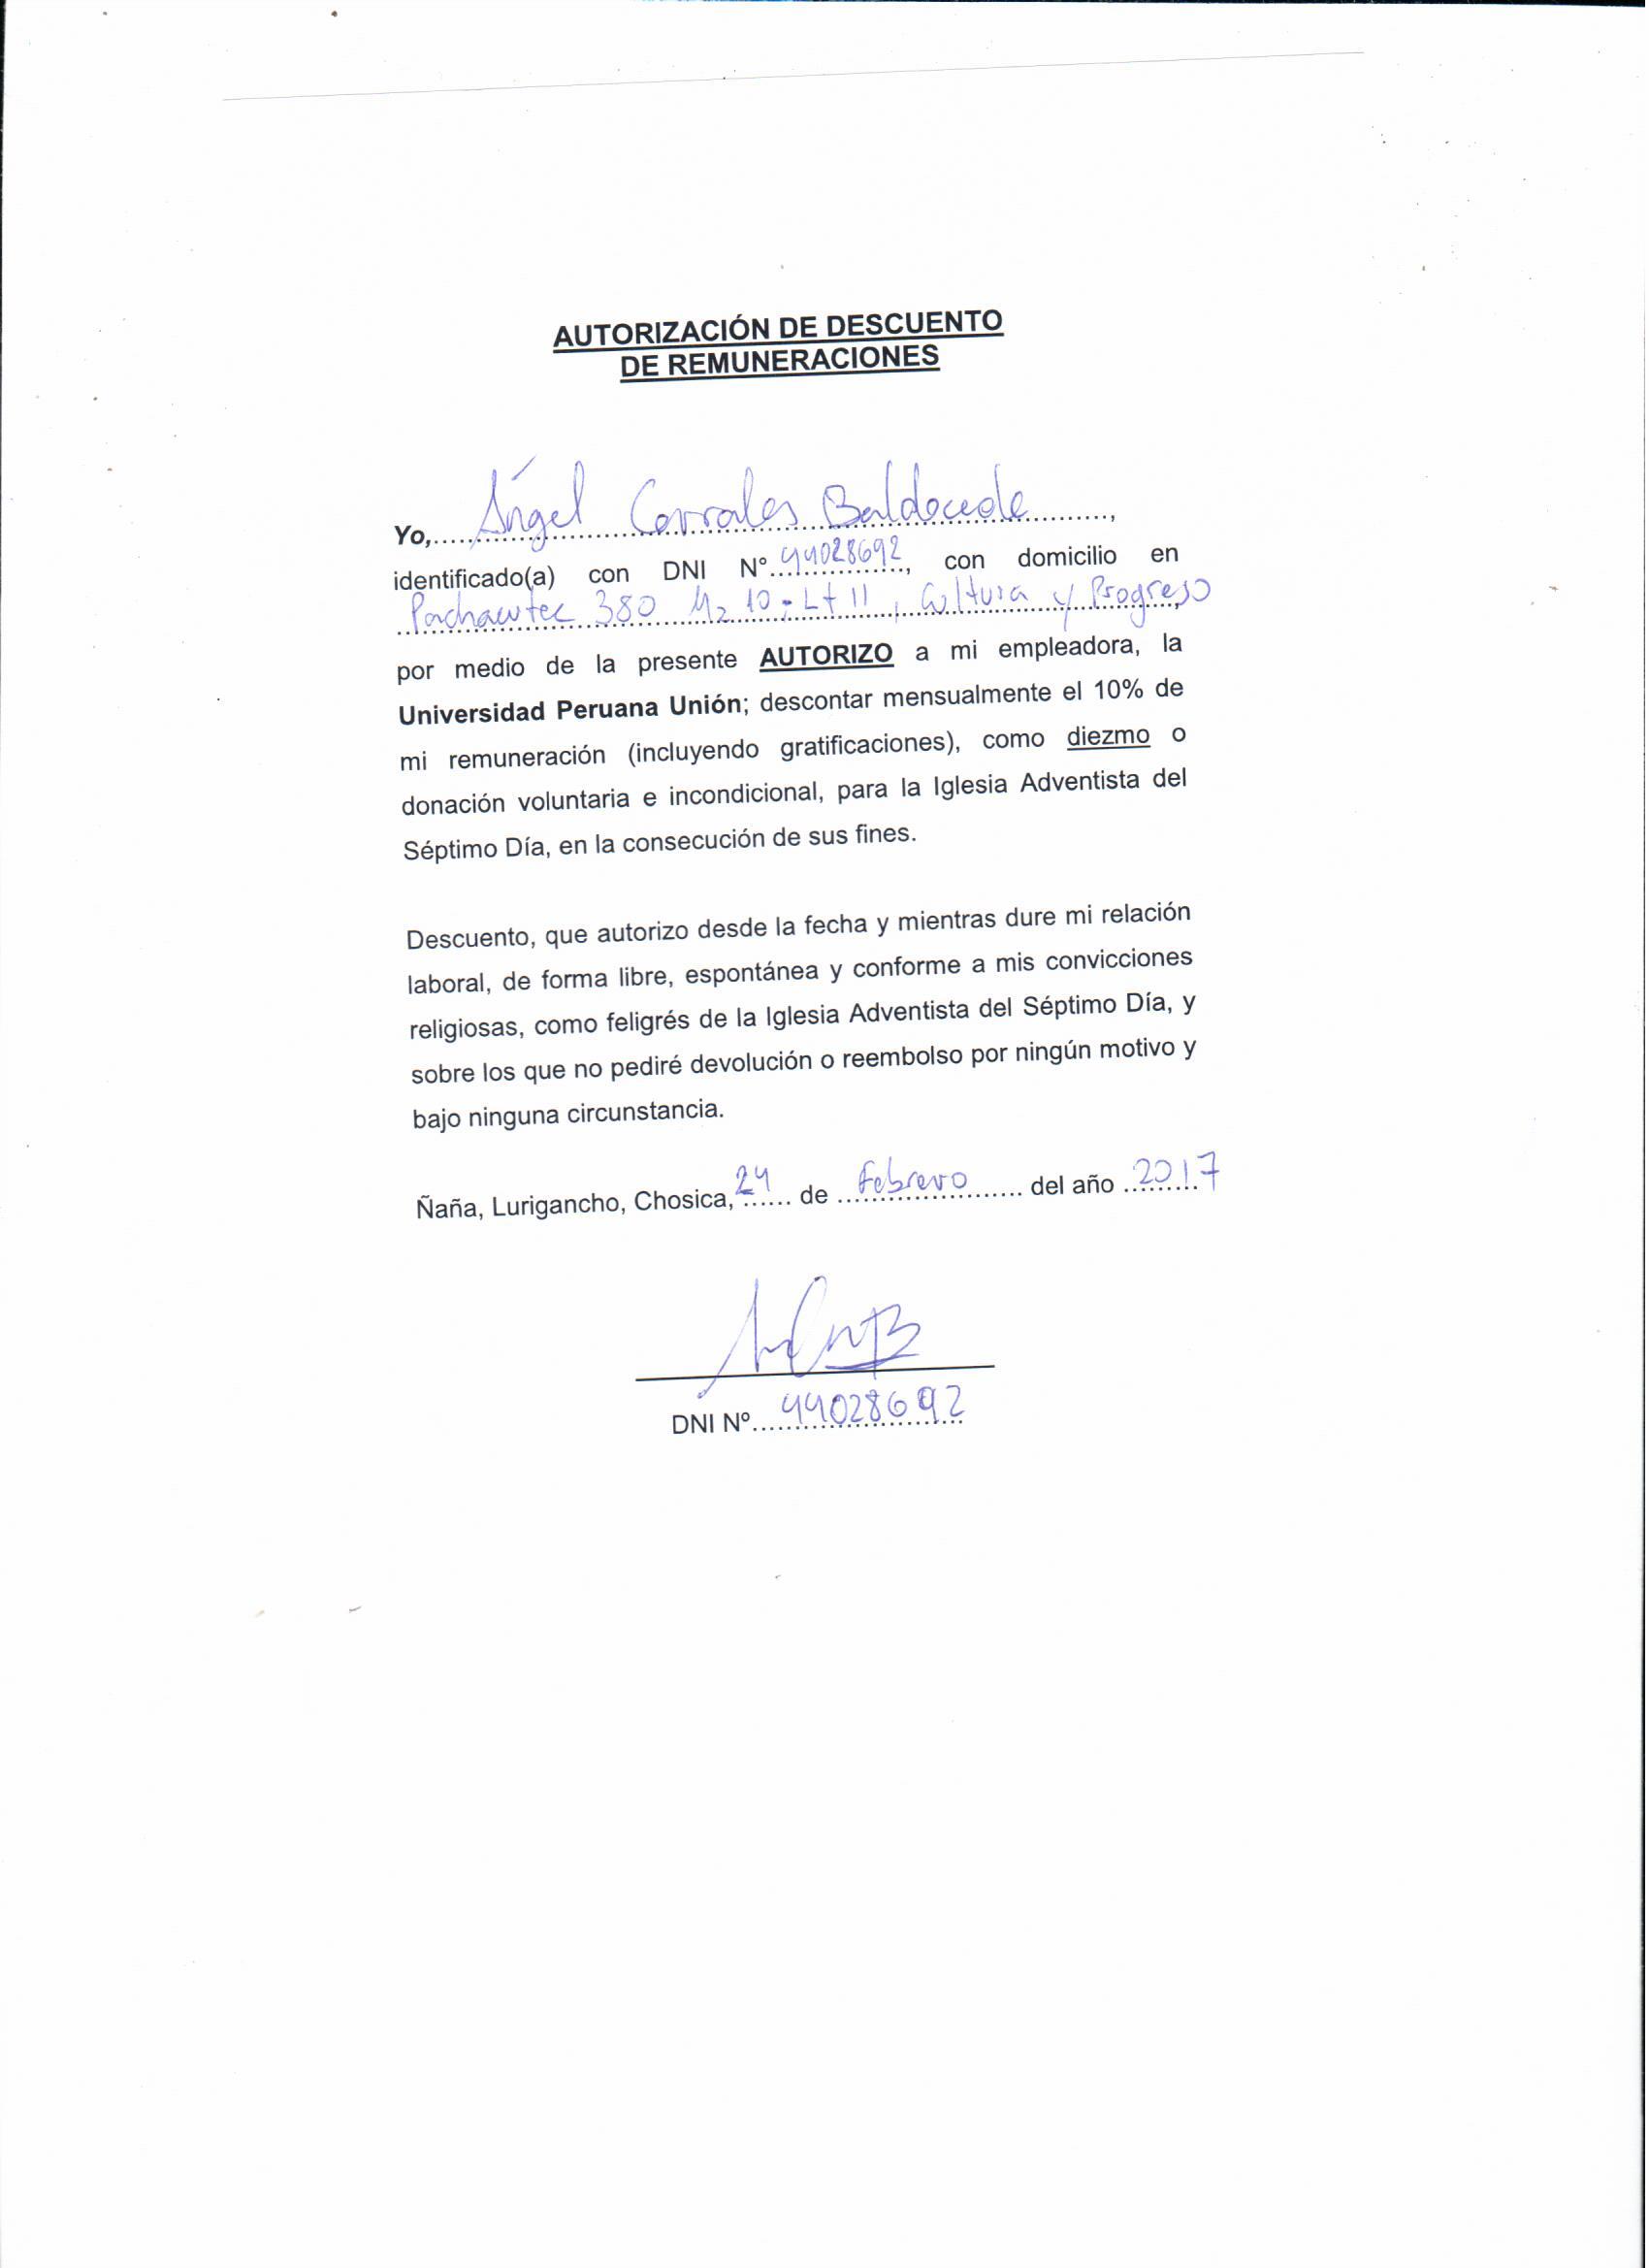 AUTORIZACIÓN DE DESCUENTO
DE REMUNERACIONES
Yo, Ángel Corrales Baldoceda,
identificado(a) con DNI N° 44028692, con domicilio en
Pachacutec 380 Mz 10; Lt 11, Cultura y Progreso
por medio de la presente AUTORIZO a mi empleadora, la
Universidad Peruana Unión; descontar mensualmente el 10% de
mi remuneración (incluyendo gratificaciones), como diezmo o
donación voluntaria e incondicional, para la Iglesia Adventista del
Séptimo Día, en la consecución de sus fines.
Descuento, que autorizo desde la fecha y mientras dure mi relación
laboral, de forma libre, espontánea y conforme a mis convicciones
religiosas, como feligrés de la Iglesia Adventista del Séptimo Día, y
sobre los que no pediré devolución o reembolso por ningún motivo y
bajo ninguna circunstancia.
Ñaña, Lurigancho, Chosica, 24 de Febrero del año 2017
DNI Nº 44028692